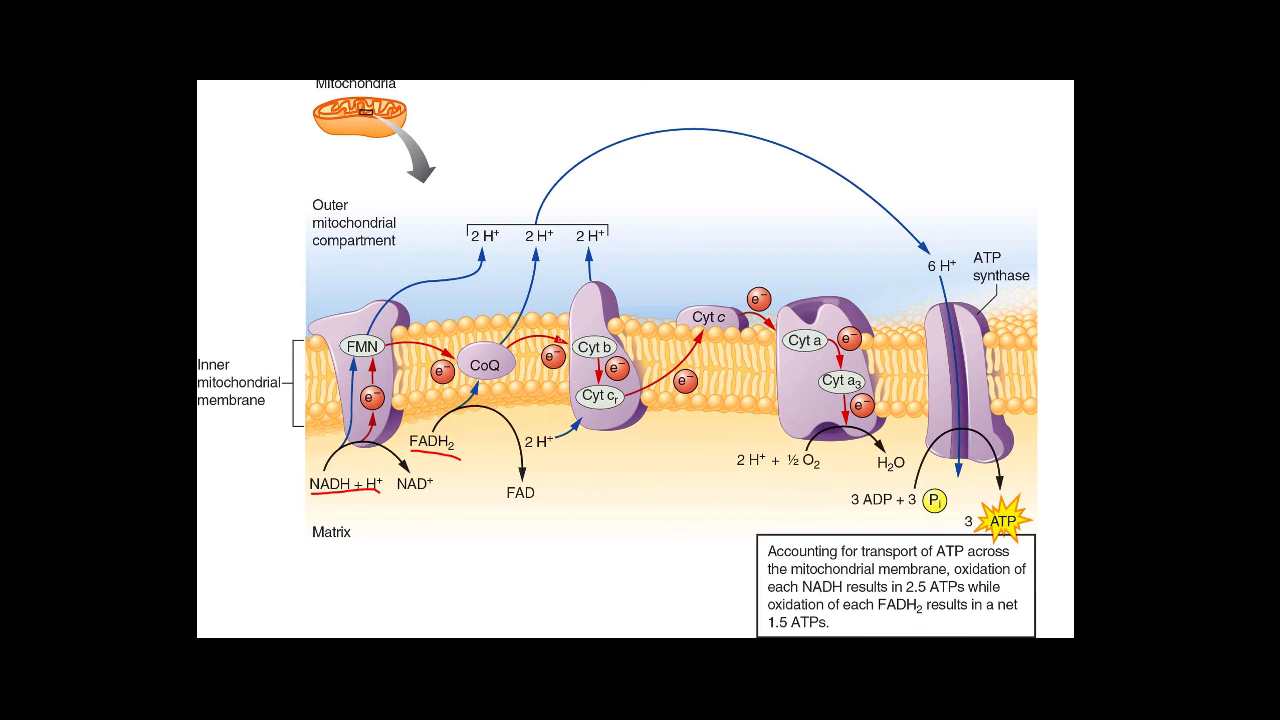 Mitochondria
Outer
mitochondrial
compartment
2 H⁺ 2 H⁺ 2 H⁺
6 H⁺
ATP
synthase
Inner
mitochondrial
membrane
FMN
e⁻
e⁻
CoQ
e⁻
Cyt b
e⁻
Cyt cᵣ
e⁻
Cyt c
e⁻
Cyt a
e⁻
Cyt a₃
e⁻
FADH₂
2 H⁺
NADH + H⁺
NAD⁺
FAD
2 H⁺ + ½ O₂
H₂O
3 ADP + 3 Pᵢ
3 ATP
Matrix
Accounting for transport of ATP across
the mitochondrial membrane, oxidation of
each NADH results in 2.5 ATPs while
oxidation of each FADH₂ results in a net
1.5 ATPs.